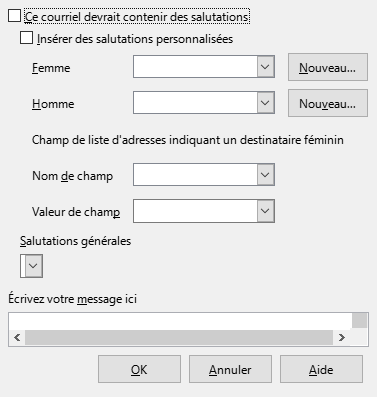 Ce courriel devrait contenir des salutations
Insérer des salutations personnalisées
Femme
Nouveau...
Homme
Nouveau...
Champ de liste d'adresses indiquant un destinataire féminin
Nom de champ
Valeur de champ
Salutations générales
Écrivez votre message ici
OK
Annuler
Aide